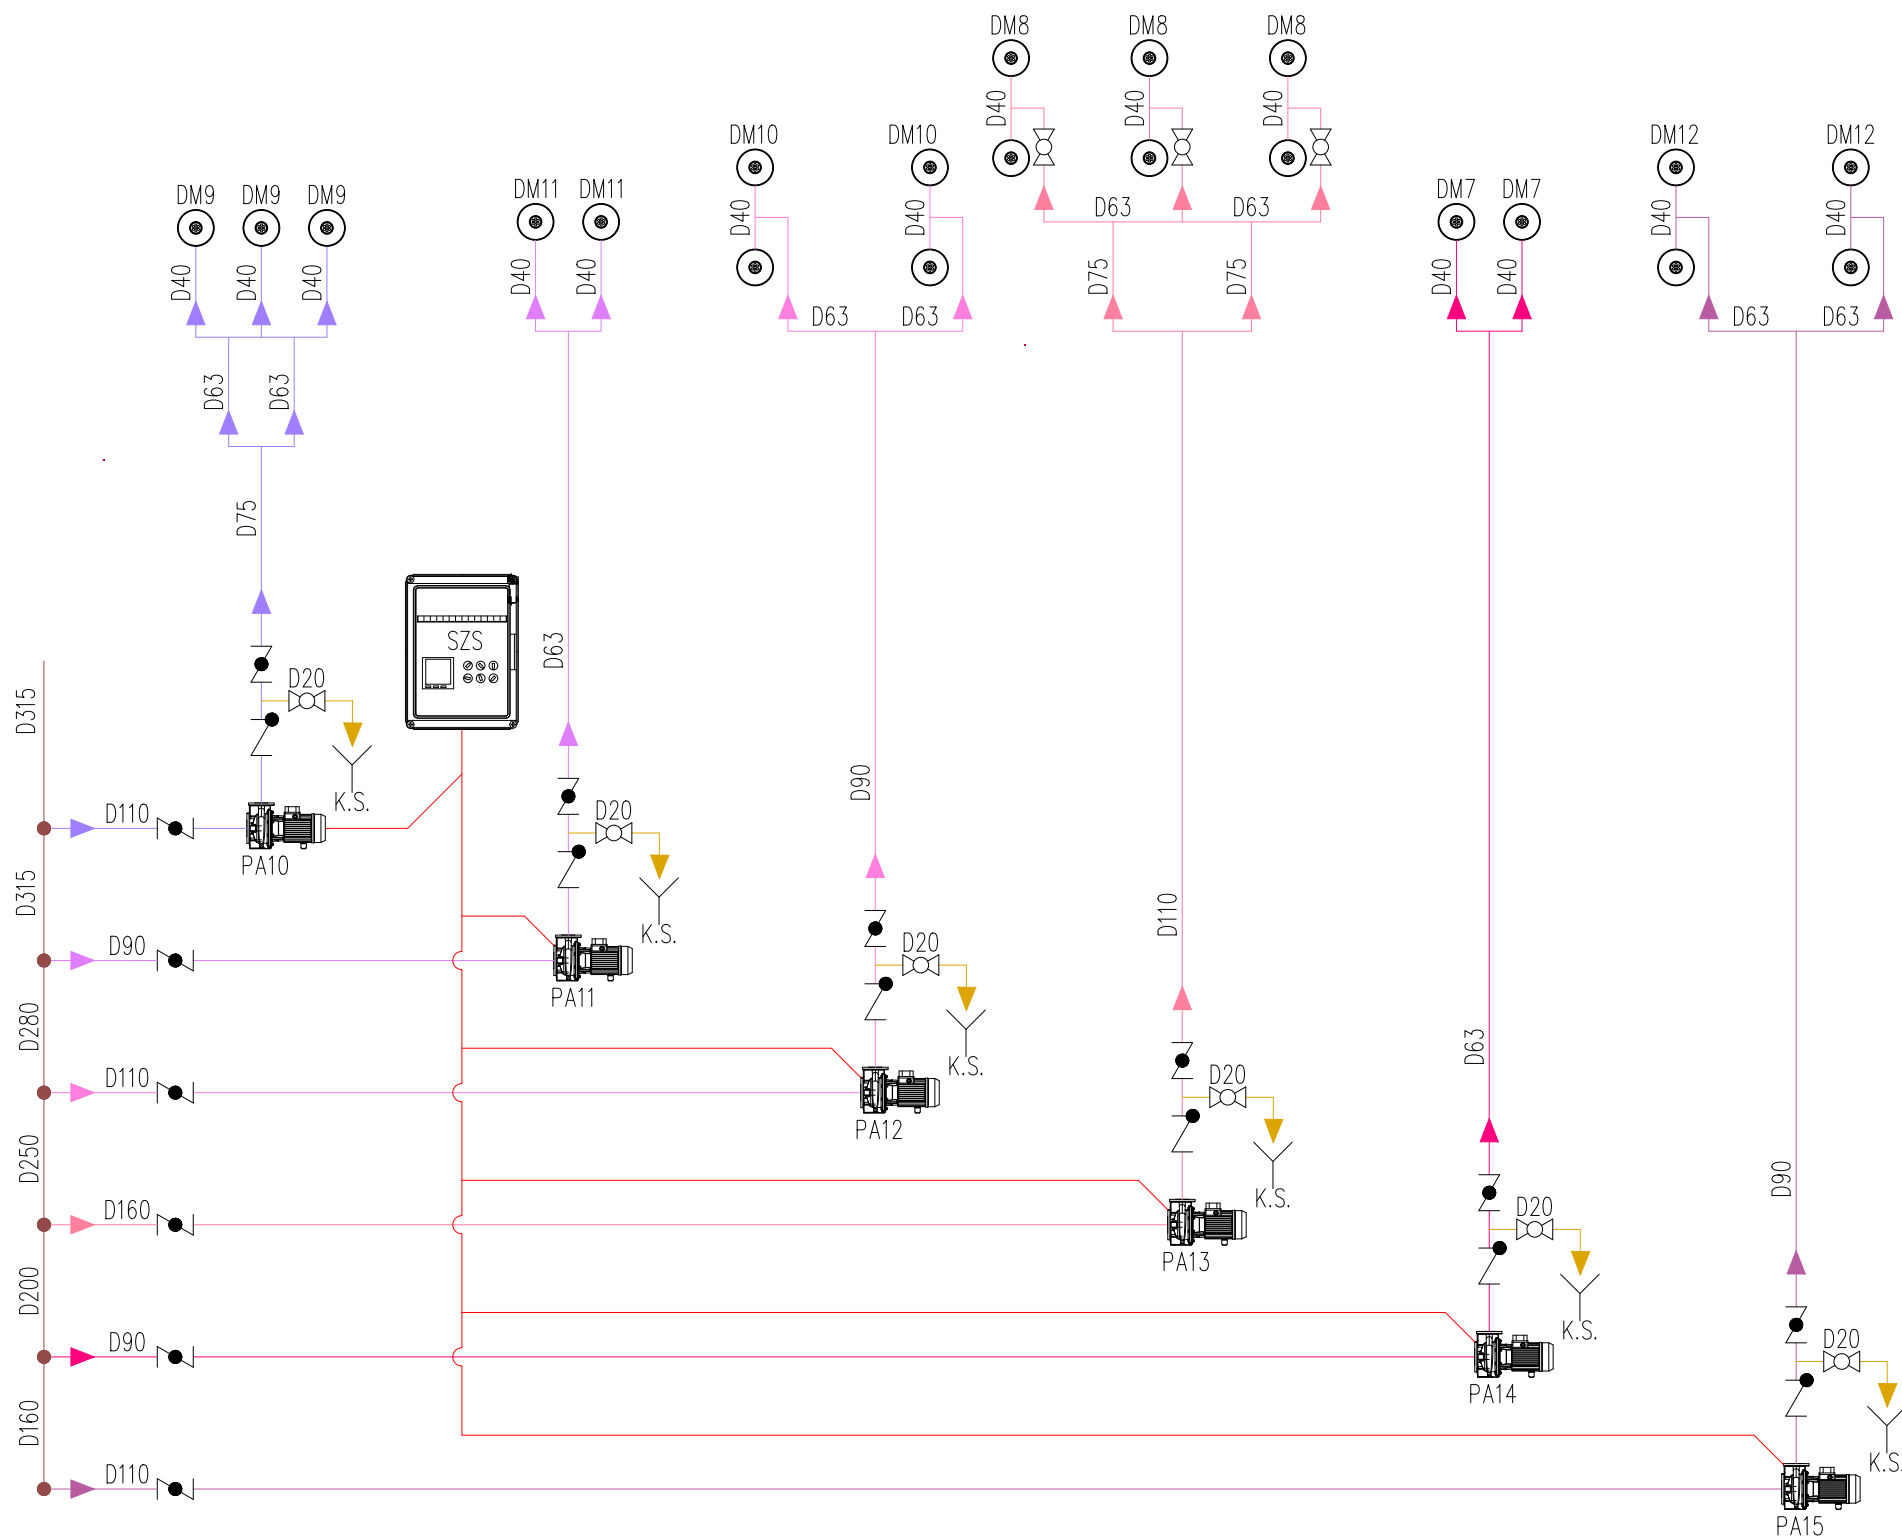 DM8 DM8 DM8
D40 D40 D40
DM10 DM10 DM12 DM12
DM9 DM9 DM9 DM11 DM11 DM7 DM7
D40 D40 D63 D63 D40 D40
D40 D40 D40 D40 D40 D75 D75 D40 D40
D63 D63 D63 D63
D63 D63
D75
SZS
D63
D20
D315
D90
K.S.
D110
D20
PA10
D315
D110
K.S.
D90
D20
PA11
D280
D63
K.S.
D110
D20
PA12
D250
D90
K.S.
D160
D20
PA13
D200
K.S.
D90
D20
PA14
D160
K.S.
D110
PA15